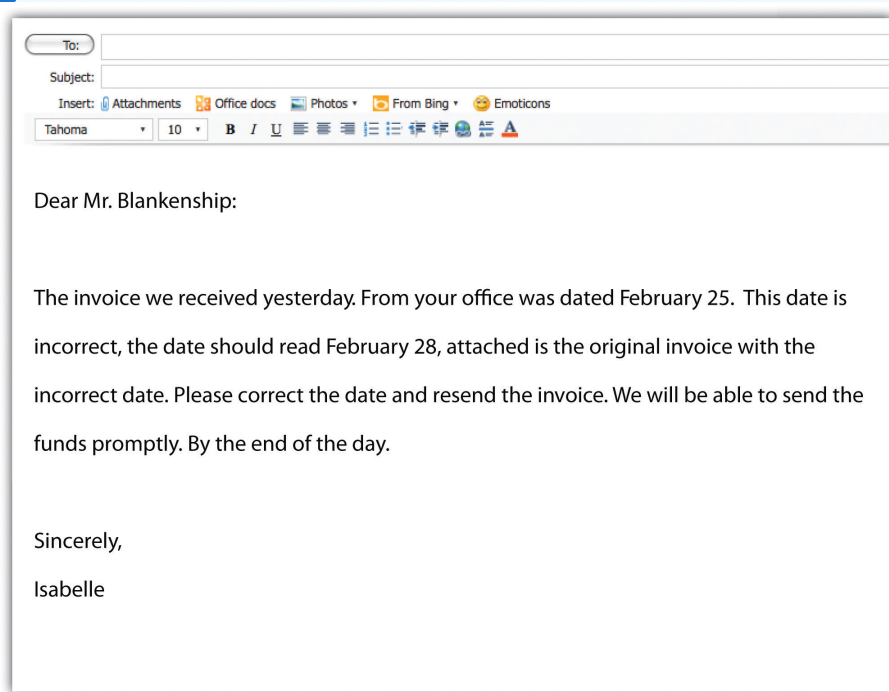 To:
Subject:
Insert: Attachments Office docs Photos From Bing Emoticons
Tahoma 10 B I U A
Dear Mr. Blankenship:
The invoice we received yesterday. From your office was dated February 25. This date is
incorrect, the date should read February 28, attached is the original invoice with the
incorrect date. Please correct the date and resend the invoice. We will be able to send the
funds promptly. By the end of the day.
Sincerely,
Isabelle